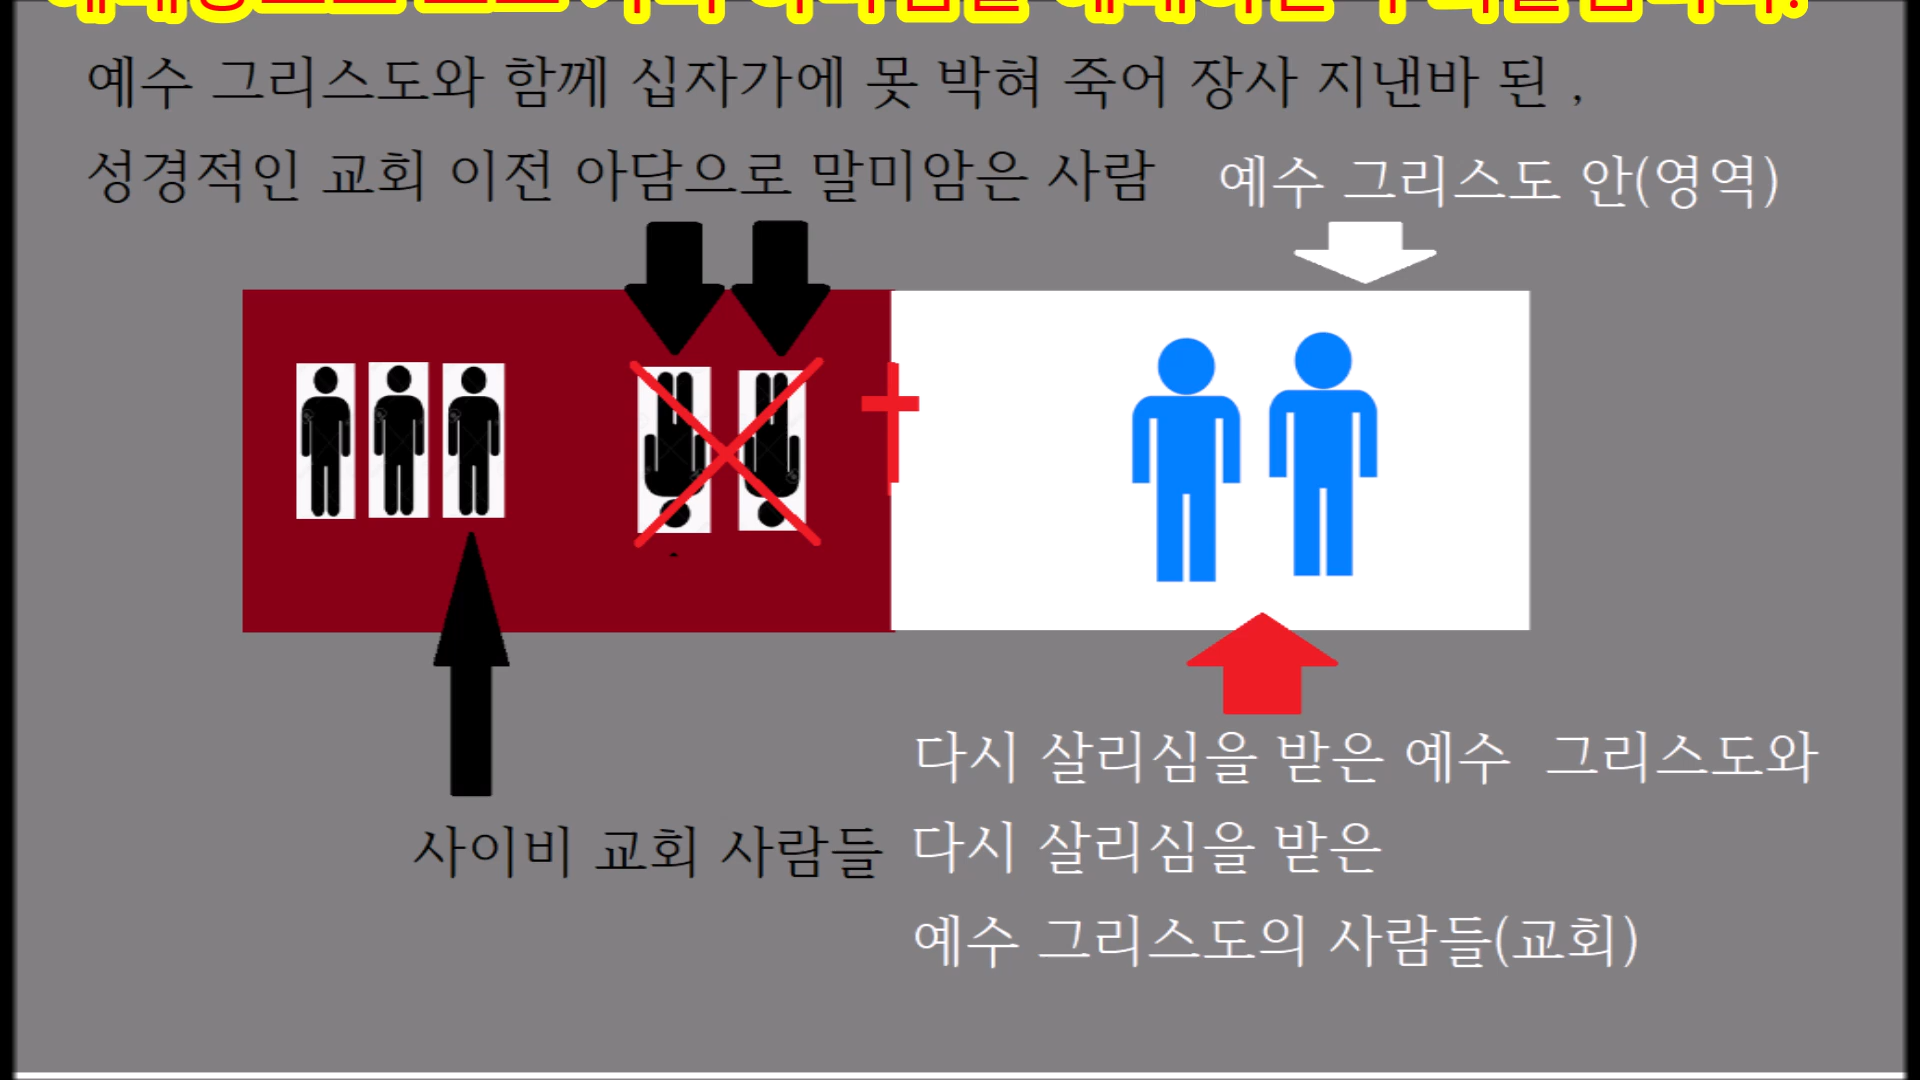 예수 그리스도와 함께 십자가에 못 박혀 죽어 장사 지낸바 된 ,
성경적인 교회 이전 아담으로 말미암은 사람
예수 그리스도 안(영역)
사이비 교회 사람들
다시 살리심을 받은 예수 그리스도와
다시 살리심을 받은
예수 그리스도의 사람들(교회)